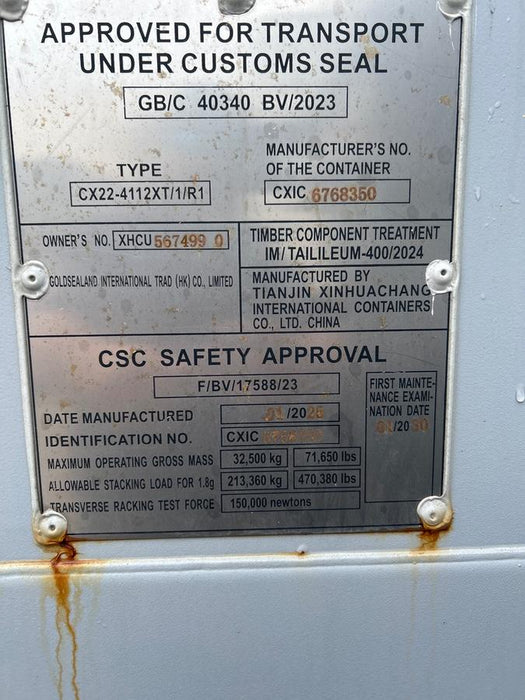 APPROVED FOR TRANSPORT
UNDER CUSTOMS SEAL
GB/C 40340 BV/2023
TYPE
CX22-4112XT/1/R1
MANUFACTURER'S NO.
OF THE CONTAINER
CXIC 6768350
OWNER'S NO. XHCU 567499 0
GOLDSEALAND INTERNATIONAL TRAD (HK) CO., LIMITED
TIMBER COMPONENT TREATMENT
IM/TAILILEUM-400/2024
MANUFACTURED BY
TIANJIN XINHUACHANG
INTERNATIONAL CONTAINERS
CO., LTD. CHINA
CSC SAFETY APPROVAL
F/BV/17588/23
DATE MANUFACTURED 01/2025
IDENTIFICATION NO. CXIC
MAXIMUM OPERATING GROSS MASS 32,500 kg 71,650 lbs
ALLOWABLE STACKING LOAD FOR 1.8g 213,360 kg 470,380 lbs
TRANSVERSE RACKING TEST FORCE 150,000 newtons
FIRST MAINTE-
NANCE EXAMI-
NATION DATE
01/2030